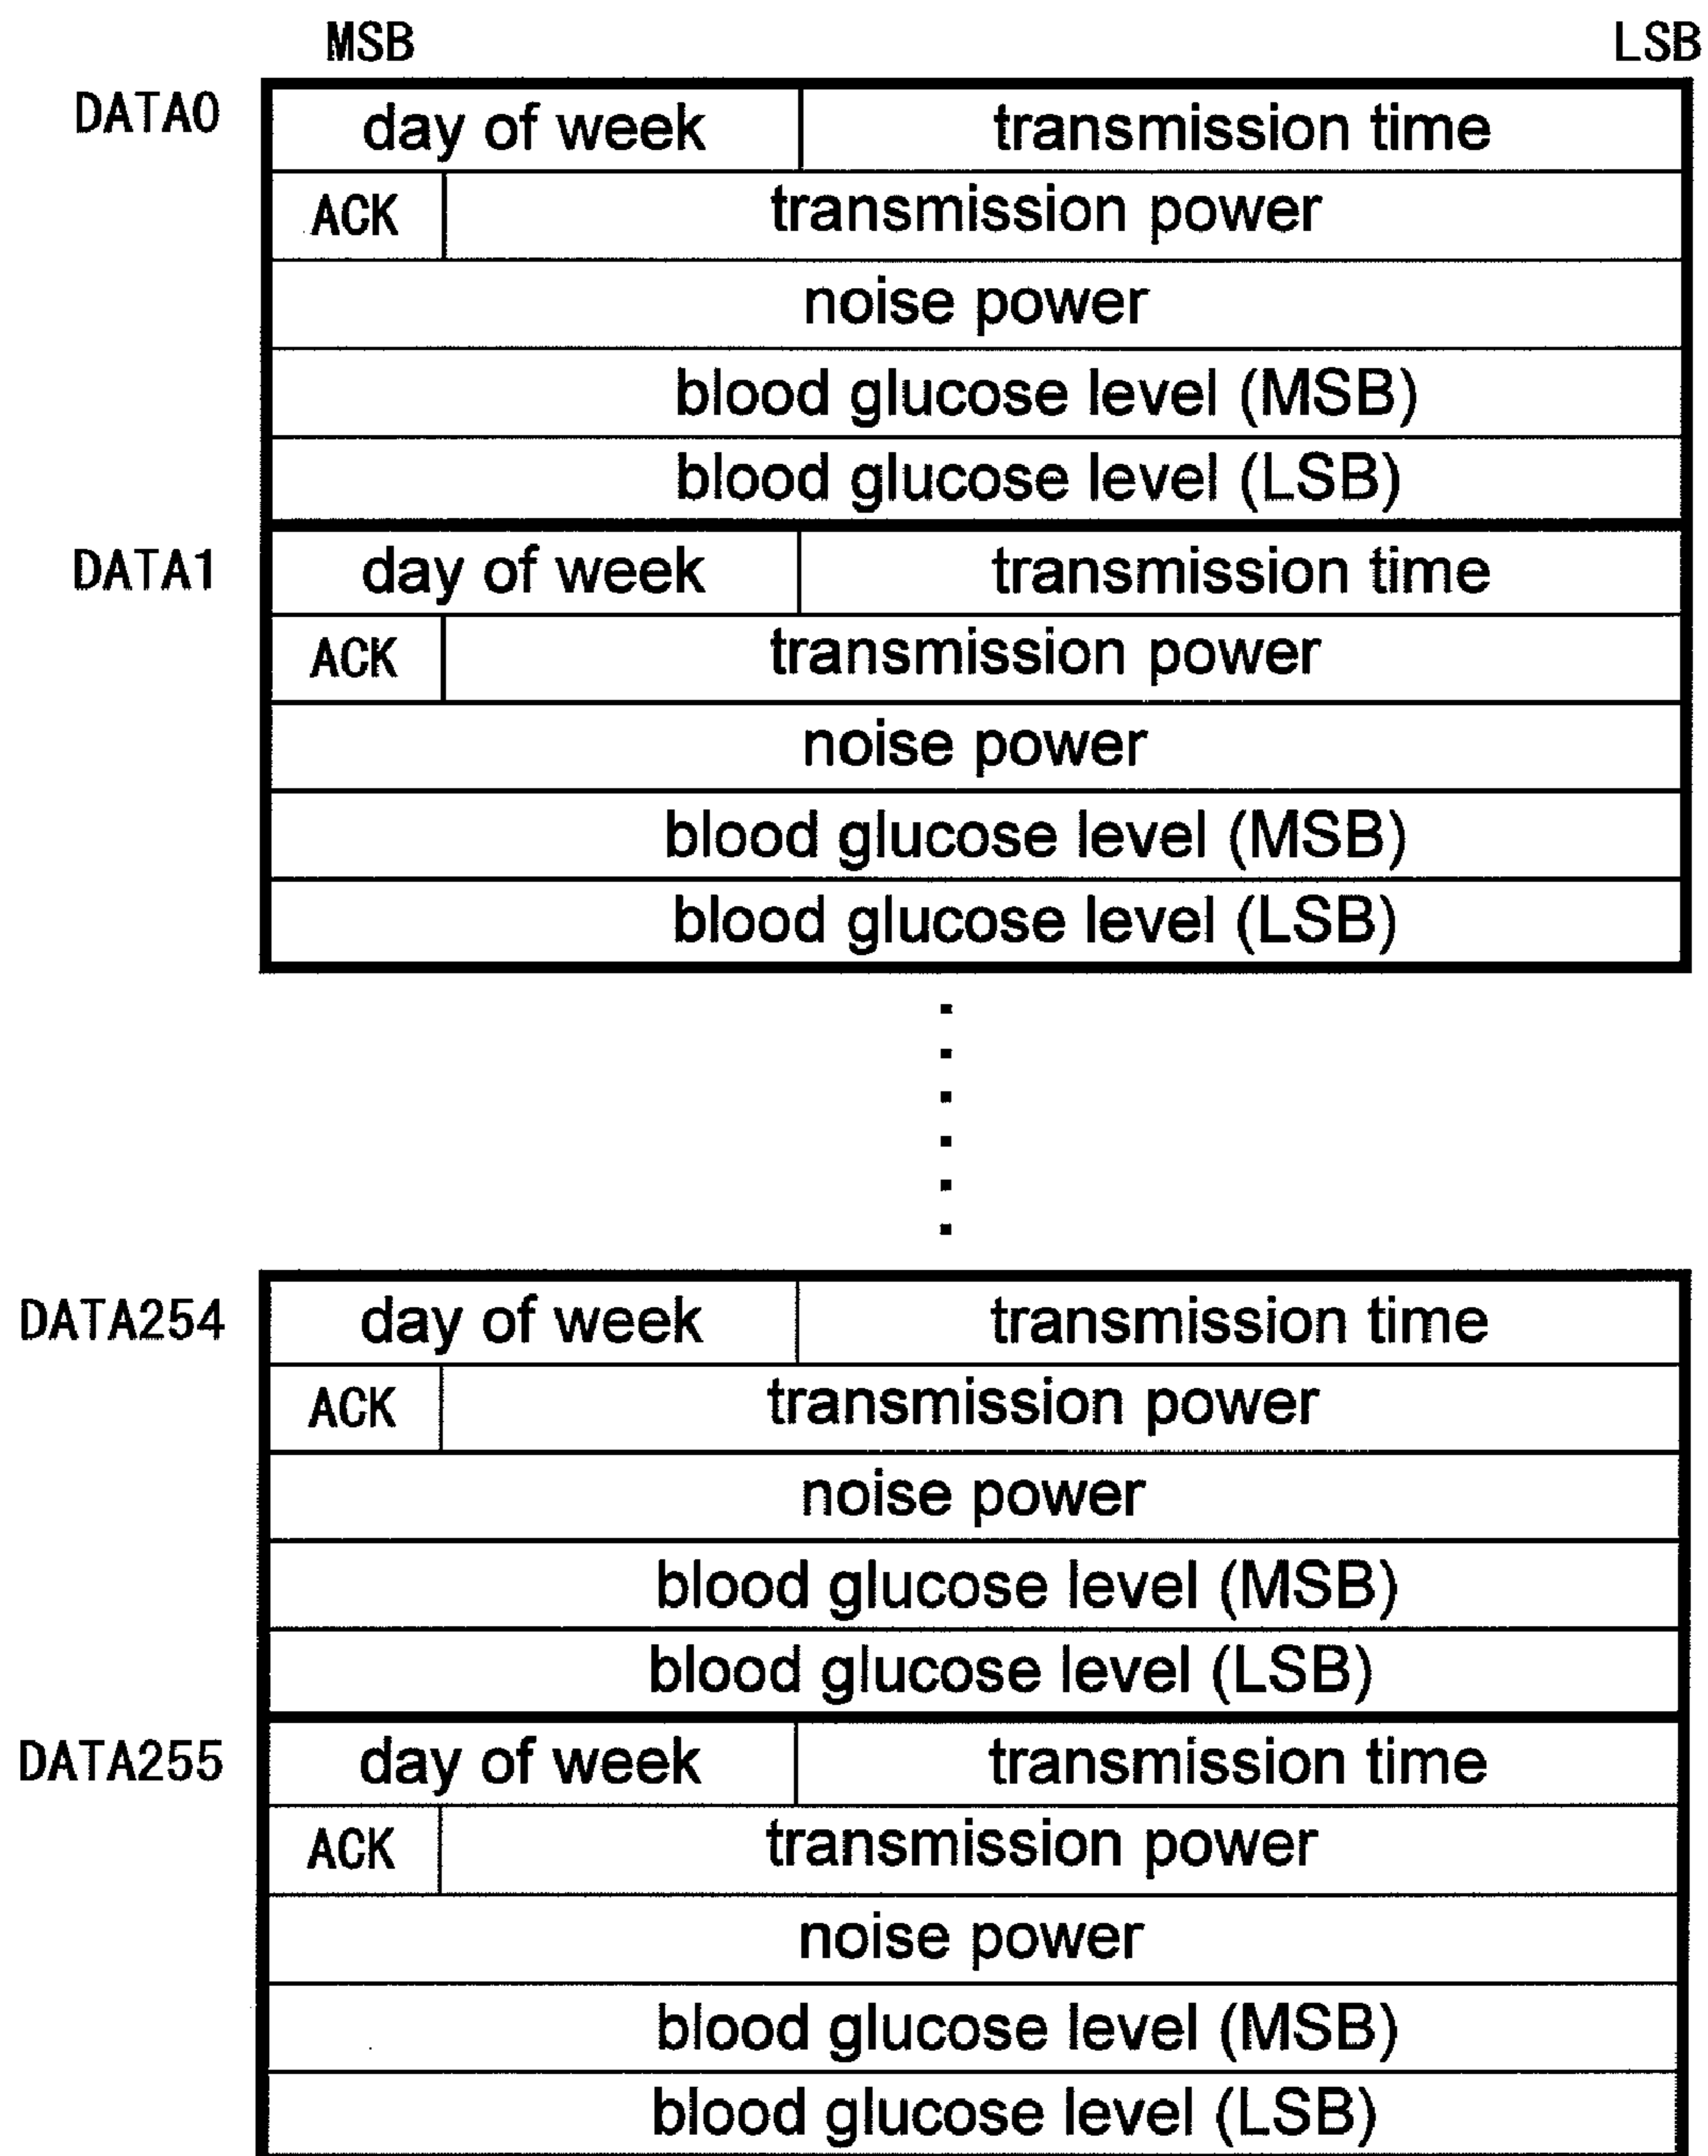 MSB LSB
DATA0 day of week transmission time
ACK transmission power
noise power
blood glucose level (MSB)
blood glucose level (LSB)
DATA1 day of week transmission time
ACK transmission power
noise power
blood glucose level (MSB)
blood glucose level (LSB)
DATA254 day of week transmission time
ACK transmission power
noise power
blood glucose level (MSB)
blood glucose level (LSB)
DATA255 day of week transmission time
ACK transmission power
noise power
blood glucose level (MSB)
blood glucose level (LSB)